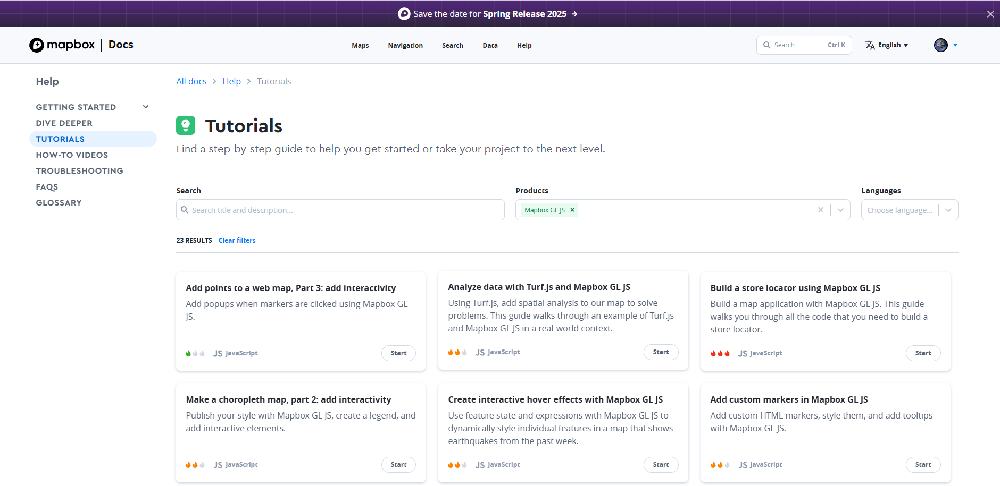 Save the date for Spring Release 2025 →
mapbox | Docs
Maps
Navigation
Search
Data
Help
Search...
Ctrl K
English
Help
GETTING STARTED
DIVE DEEPER
TUTORIALS
HOW-TO VIDEOS
TROUBLESHOOTING
FAQS
GLOSSARY
All docs > Help > Tutorials
Tutorials
Find a step-by-step guide to help you get started or take your project to the next level.
Search
Search title and description...
Products
Mapbox GL JS ×
Languages
Choose language...
23 RESULTS Clear filters
Add points to a web map, Part 3: add interactivity
Add popups when markers are clicked using Mapbox GL
JS.
JS JavaScript
Start
Analyze data with Turf.js and Mapbox GL JS
Using Turf.js, add spatial analysis to our map to solve
problems. This guide walks through an example of Turf.js
and Mapbox GL JS in a real-world context.
JS JavaScript
Start
Build a store locator using Mapbox GL JS
Build a map application with Mapbox GL JS. This guide
walks you through all the code that you need to build a
store locator.
JS JavaScript
Start
Make a choropleth map, part 2: add interactivity
Publish your style with Mapbox GL JS, create a legend, and
add interactive elements.
JS JavaScript
Start
Create interactive hover effects with Mapbox GL JS
Use feature state and expressions with Mapbox GL JS to
dynamically style individual features in a map that shows
earthquakes from the past week.
JS JavaScript
Start
Add custom markers in Mapbox GL JS
Add custom HTML markers, style them, and add tooltips
with Mapbox GL JS.
JS JavaScript
Start